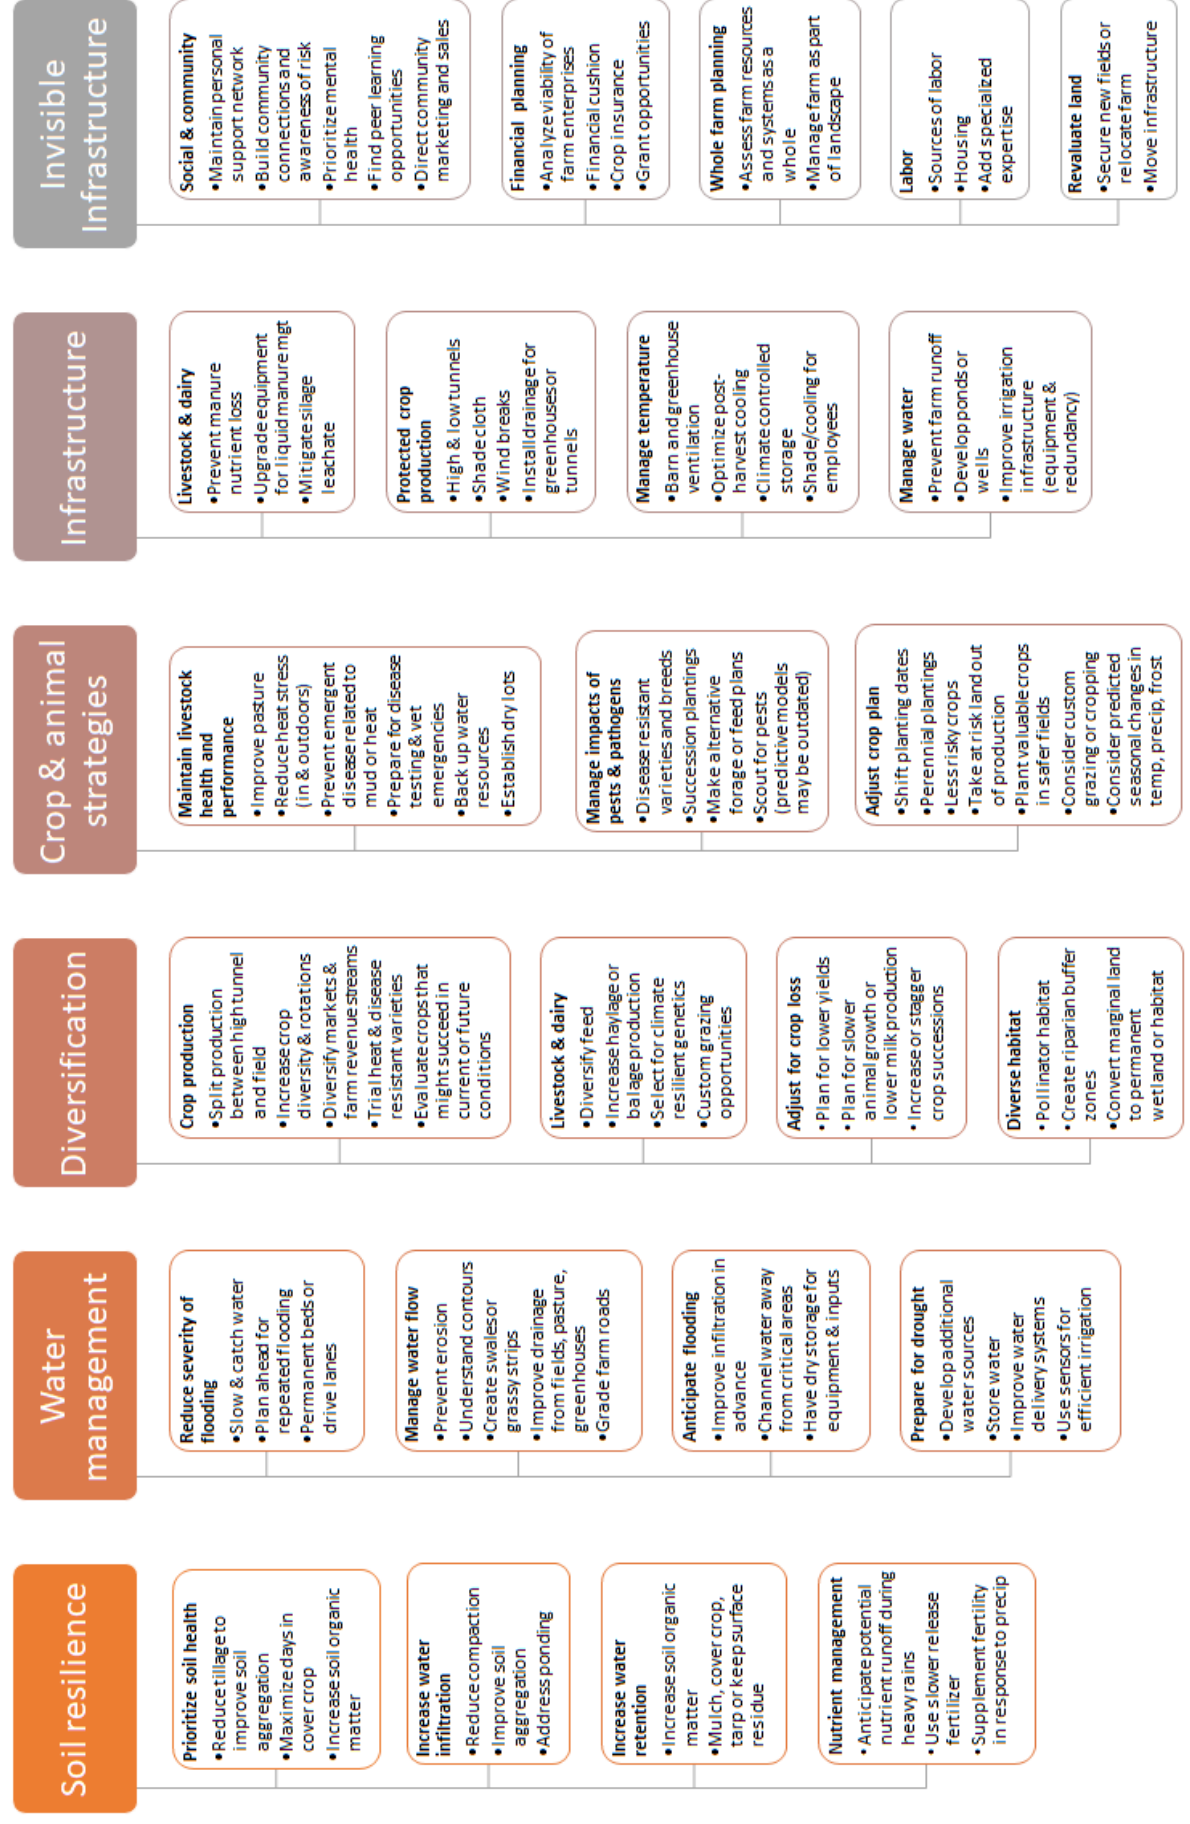 Soil resilience
Prioritize soil health
•Reduce tillage to
improve soil
aggregation
•Maximize days in
cover crop
•Increase soil organic
matter
Increase water
infiltration
•Reduce compaction
•Improve soil
aggregation
•Address ponding
Increase water
retention
•Increase soil organic
matter
•Mulch, cover crop,
tarp or keep surface
residue
Nutrient management
•Anticipate potential
nutrient runoff during
heavy rains
•Use slower release
fertilizer
•Supplement fertility
in response to precip
Water
management
Reduce severity of
flooding
•Slow & catch water
•Plan ahead for
repeated flooding
•Permanent beds or
drive lanes
Manage water flow
•Prevent erosion
•Understand contours
•Create swales or
grassy strips
•Improve drainage
from fields, pasture,
greenhouses
•Grade farm roads
Anticipate flooding
•Improve infiltration in
advance
•Channel water away
from critical areas
•Have dry storage for
equipment & inputs
Prepare for drought
•Develop additional
water sources
•Store water
•Improve water
delivery systems
•Use sensors for
efficient irrigation
Diversification
Crop production
•Split production
between high tunnel
and field
•Increase crop
diversity & rotations
•Diversify markets &
farm revenue streams
•Trial heat & disease
resistant varieties
•Evaluate crops that
might succeed in
current or future
conditions
Livestock & dairy
•Diversify feed
•Increase haylage or
balage production
•Select for climate
resilient genetics
•Custom grazing
opportunities
Adjust for crop loss
•Plan for lower yields
•Plan for slower
animal growth or
lower milk production
•Increase or stagger
crop successions
Diverse habitat
•Pollinator habitat
•Create riparian buffer
zones
•Convert marginal land
to permanent
wetland or habitat
Crop & animal
strategies
Maintain livestock
health and
performance
•Improve pasture
•Reduce heat stress
(in & outdoors)
•Prevent emergent
disease related to
mud or heat
•Prepare for disease
testing & vet
emergencies
•Back up water
resources
•Establish dry lots
Manage impacts of
pests & pathogens
•Disease resistant
varieties and breeds
•Succession plantings
•Make alternative
forage or feed plans
•Scout for pests
(predictive models
may be outdated)
Adjust crop plan
•Shift planting dates
•Perennial plantings
•Less risky crops
•Take at risk land out
of production
•Plant valuable crops
in safer fields
•Consider custom
grazing or cropping
•Consider predicted
seasonal changes in
temp, precip, frost
Infrastructure
Livestock & dairy
•Prevent manure
nutrient loss
•Upgrade equipment
for liquid manure mgt
•Mitigate silage
leachate
Protected crop
production
•High & low tunnels
•Shade cloth
•Wind breaks
•Install drainage for
greenhouses or
tunnels
Manage temperature
•Barn and greenhouse
ventilation
•Optimize post-
harvest cooling
•Climate controlled
storage
•Shade/cooling for
employees
Manage water
•Prevent farm runoff
•Develop ponds or
wells
•Improve irrigation
infrastructure
(equipment &
redundancy)
Invisible
Infrastructure
Social & community
•Maintain personal
support network
•Build community
connections and
awareness of risk
•Prioritize mental
health
•Find peer learning
opportunities
•Direct community
marketing and sales
Financial planning
•Analyze viability of
farm enterprises
•Financial cushion
•Crop insurance
•Grant opportunities
Whole farm planning
•Assess farm resources
and systems as a
whole
•Manage farm as part
of landscape
Labor
•Sources of labor
•Housing
•Add specialized
expertise
Revaluate land
•Secure new fields or
relocate farm
•Move infrastructure